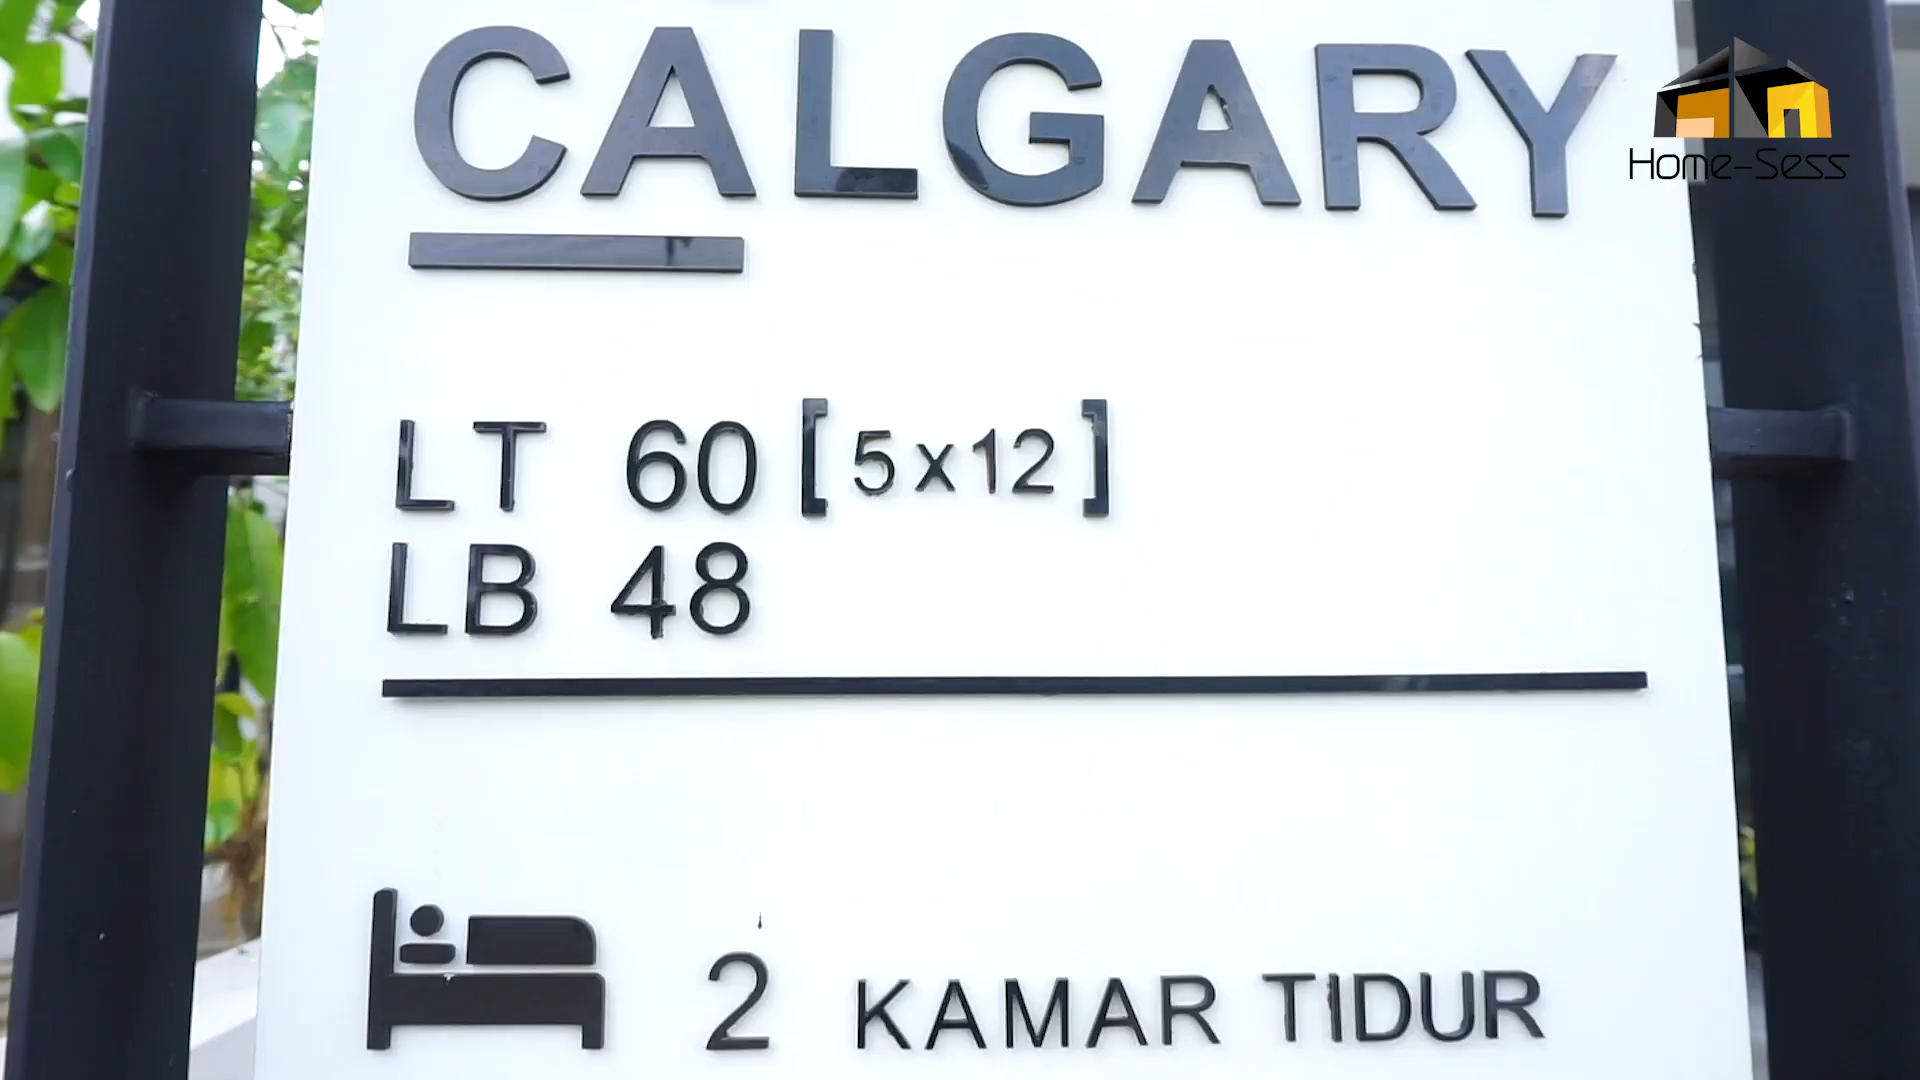 CALGARY
Home-Sess
LT 60 [5x12]
LB 48
2 KAMAR TIDUR